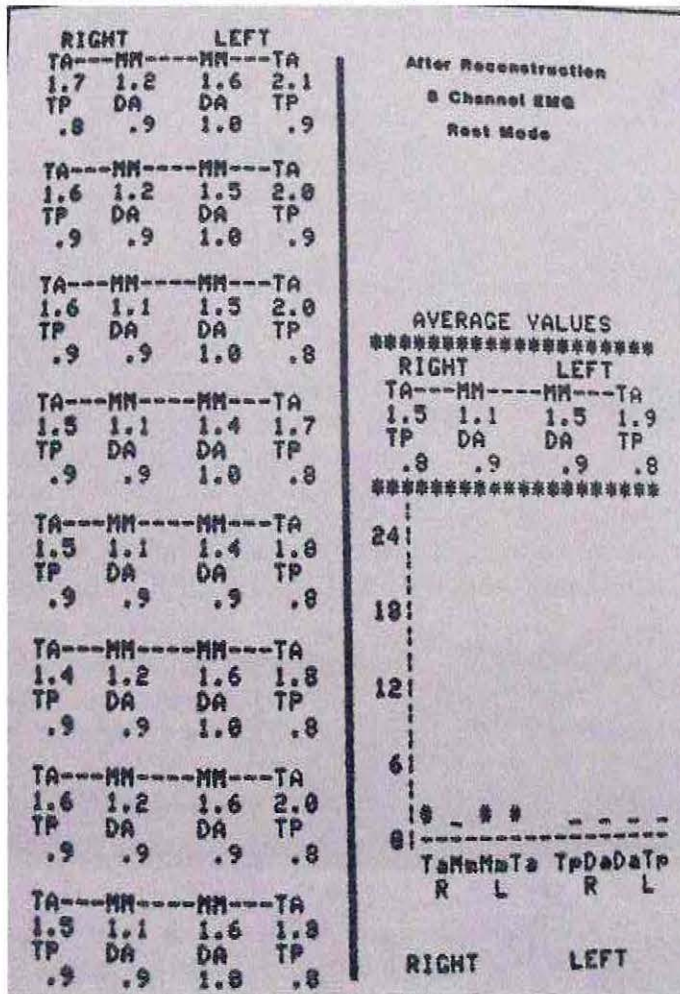 RIGHT LEFT
TA---MM----MM---TA
1.7 1.2 1.6 2.1
TP DA DA TP
.8 .9 1.0 .9
TA---MM----MM---TA
1.6 1.2 1.5 2.0
TP DA DA TP
.9 .9 1.0 .9
TA---MM----MM---TA
1.6 1.1 1.5 2.0
TP DA DA TP
.9 .9 1.0 .8
TA---MM----MM---TA
1.5 1.1 1.4 1.7
TP DA DA TP
.9 .9 1.0 .8
TA---MM----MM---TA
1.5 1.1 1.4 1.8
TP DA DA TP
.9 .9 .9 .8
TA---MM----MM---TA
1.4 1.2 1.6 1.8
TP DA DA TP
.9 .9 1.0 .8
TA---MM----MM---TA
1.6 1.2 1.6 2.0
TP DA DA TP
.9 .9 .9 .8
TA---MM----MM---TA
1.5 1.1 1.6 1.8
TP DA DA TP
.9 .9 1.0 .8
After Reconstruction
8 Channel EMG
Rest Mode
AVERAGE VALUES
********************
RIGHT LEFT
TA---MM----MM---TA
1.5 1.1 1.5 1.9
TP DA DA TP
.8 .9 .9 .8
********************
24
18
12
6
0
TaMmMmTa TpDaDaTp
R L R L
RIGHT LEFT